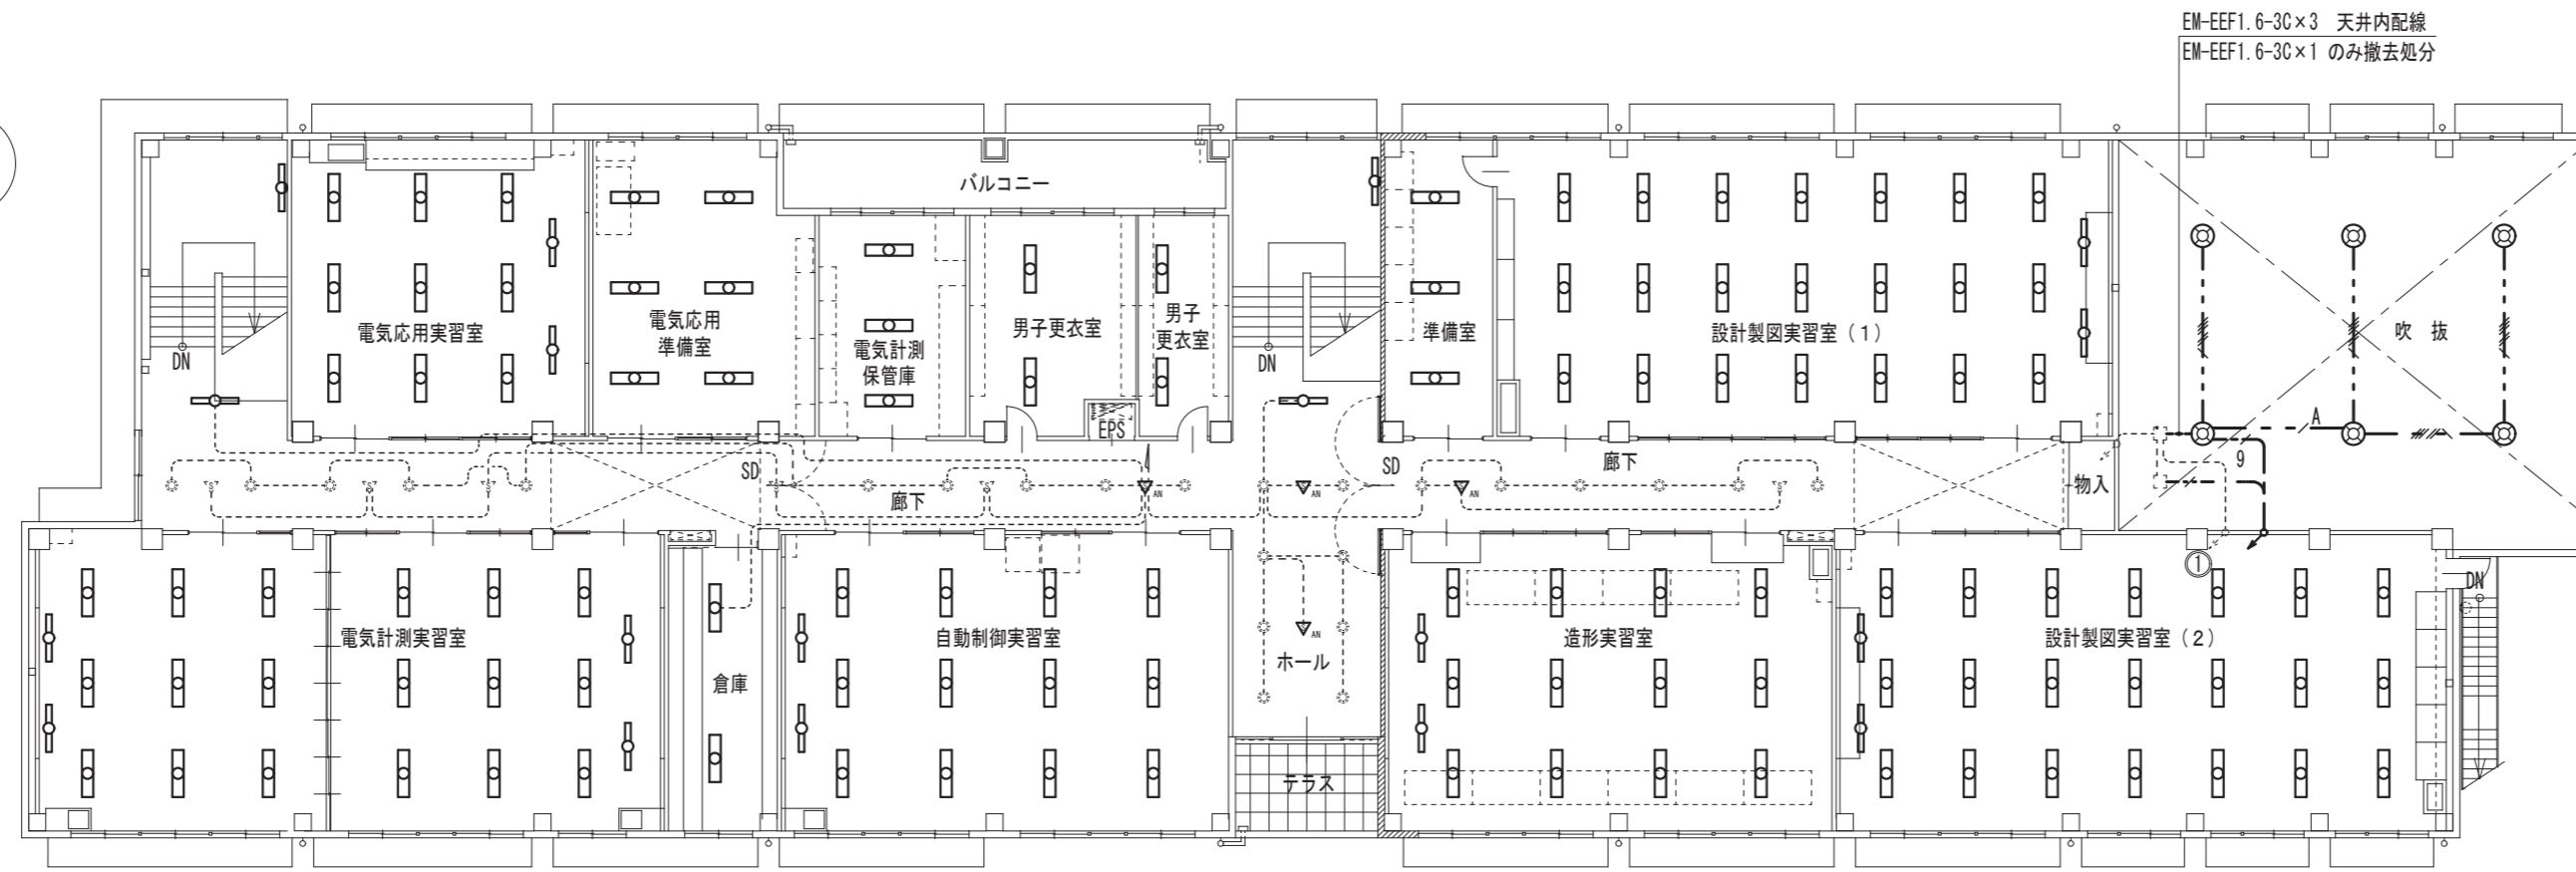 EM-EEF1.6-3C×3 天井内配線
EM-EEF1.6-3C×1 のみ撤去処分
バルコニー
電気応用実習室
電気応用
準備室
電気計測
保管庫
男子更衣室
男子
更衣室
準備室
設計製図実習室(1)
吹 抜
DN
DN
EPS
A
SD
廊下
SD
廊下
物入
9
AN
AN
AN
1
DN
電気計測実習室
倉庫
自動制御実習室
AN
ホール
造形実習室
設計製図実習室(2)
テラス